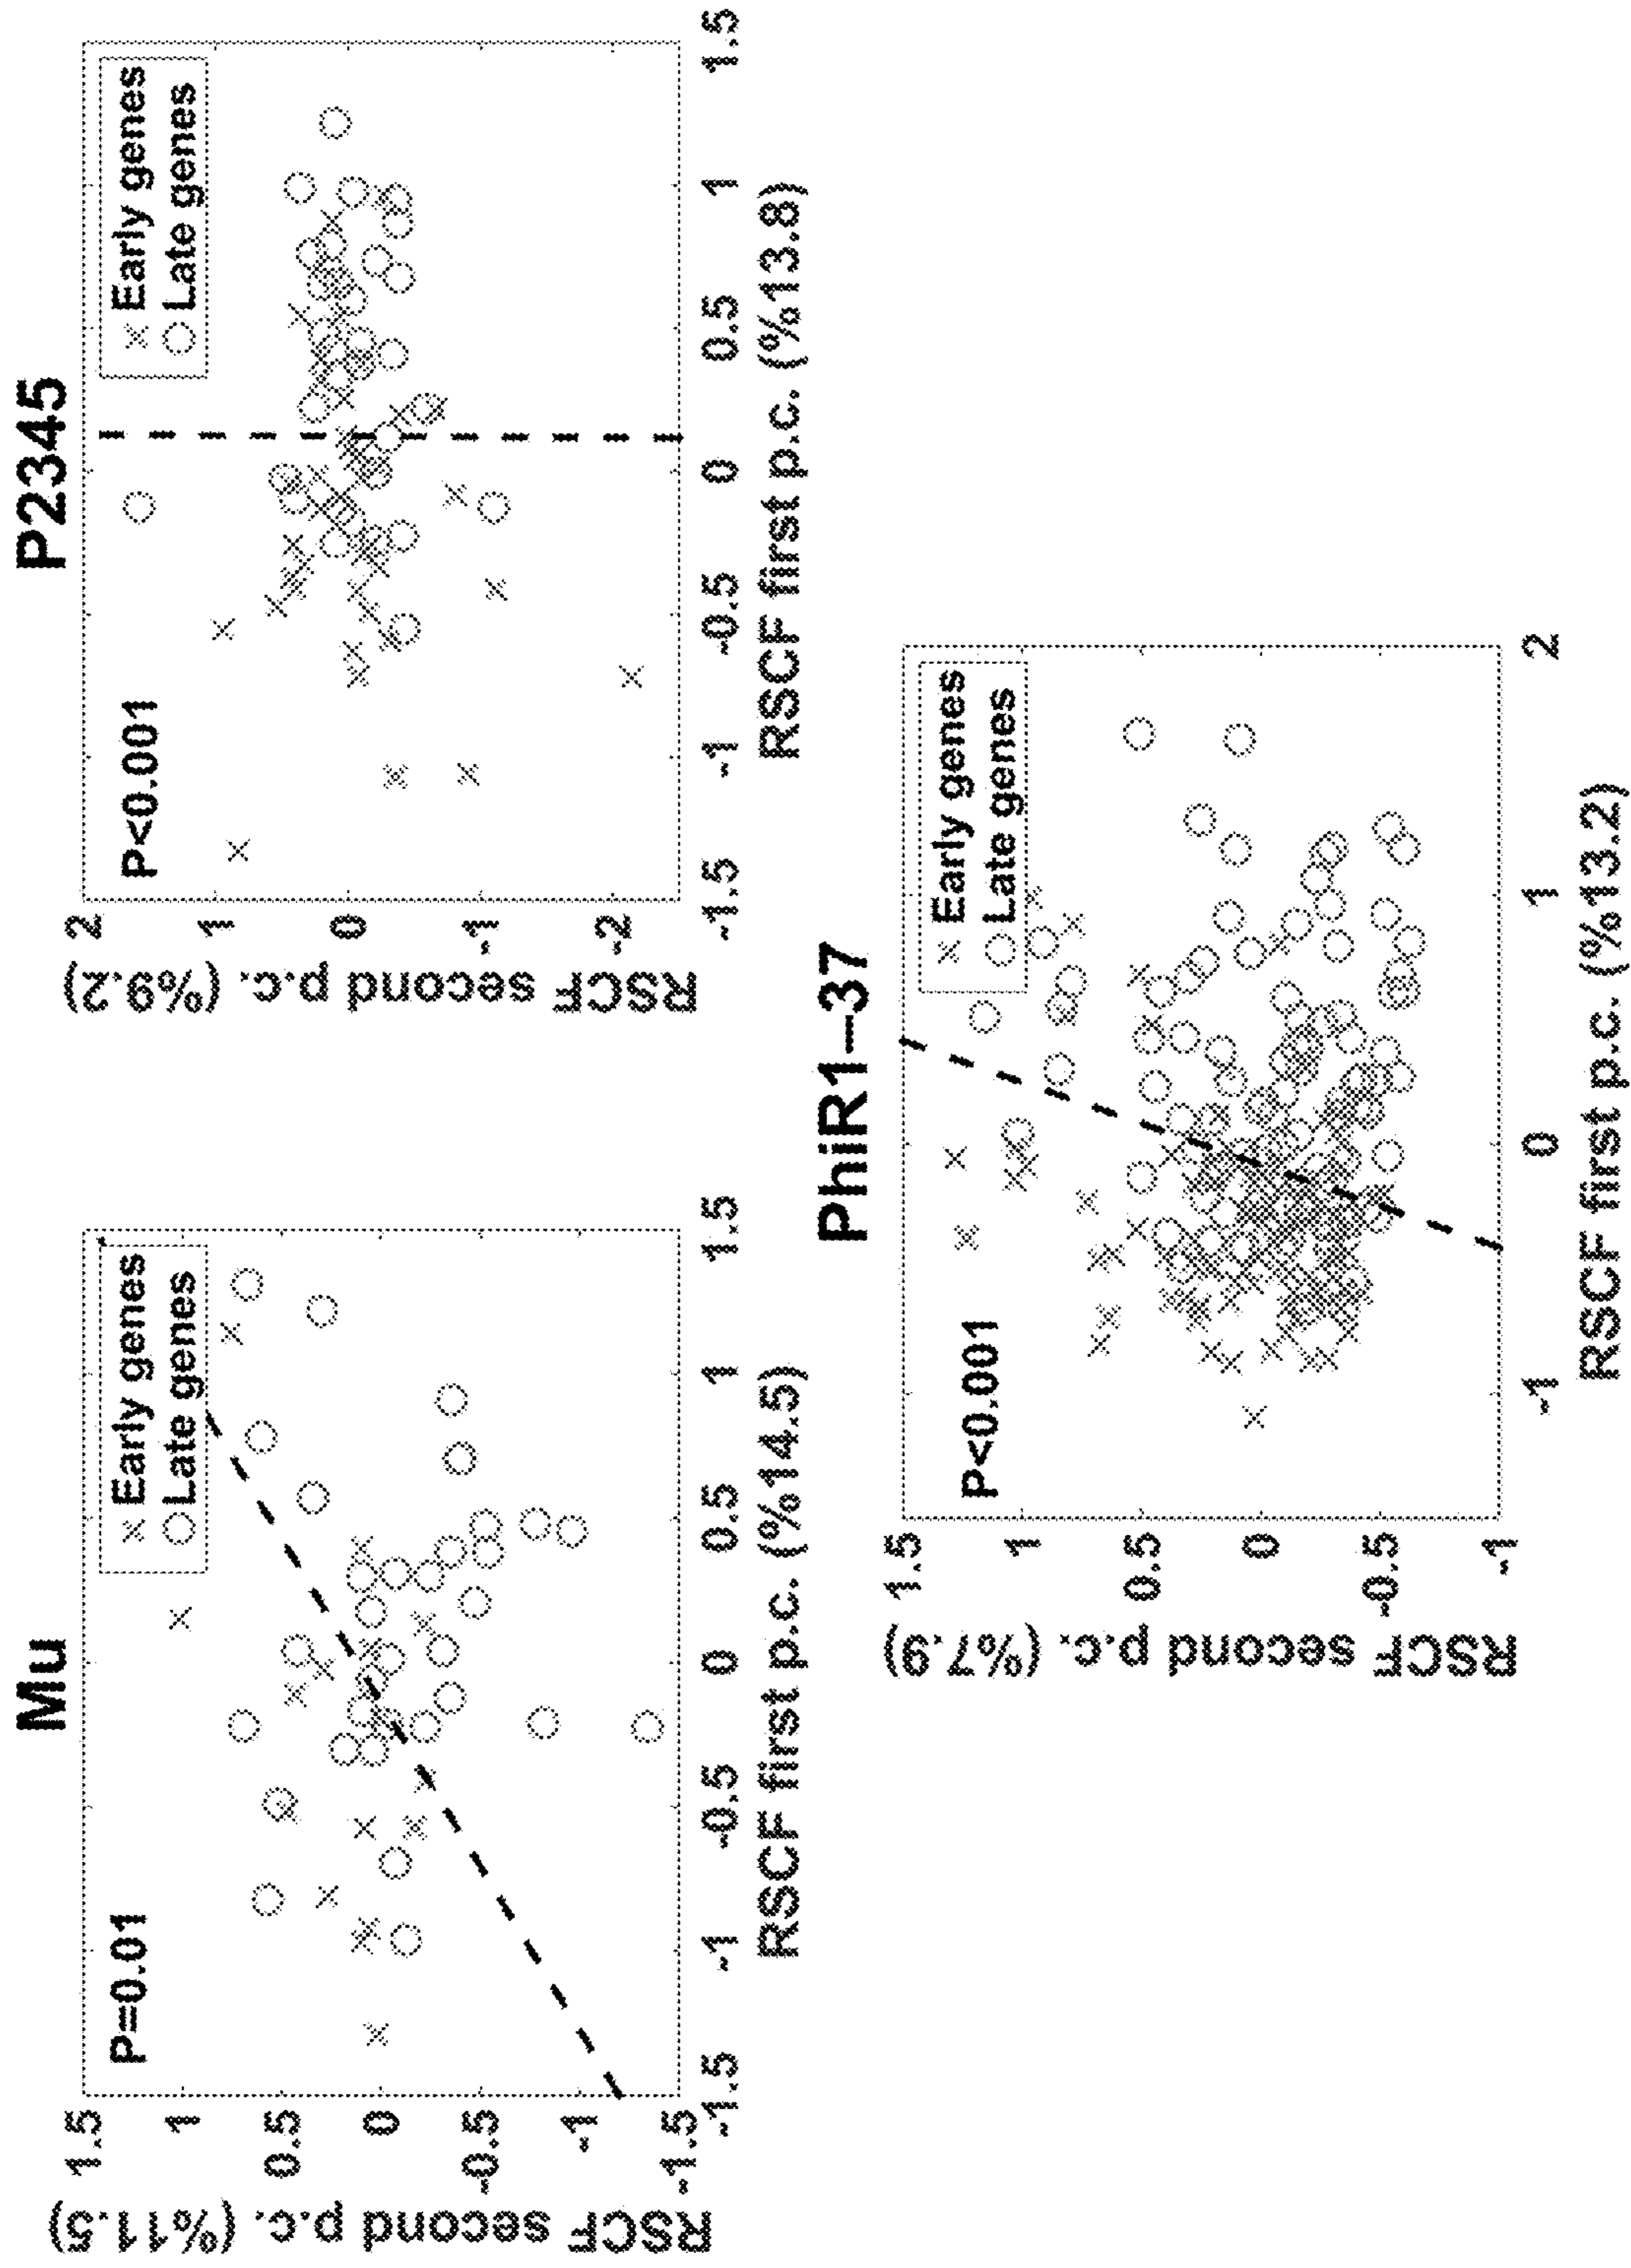 Mu
P=0.01
Early genes
Late genes
1.5
1
0.5
0
-0.5
-1
-1.5
-1.5
-1
-0.5
0
0.5
1
1.5
RSCF second p.c. (%11.5)
RSCF first p.c. (%14.5)
P2345
P<0.001
Early genes
Late genes
2
1
0
-1
-2
-1.5
-1
-0.5
0
0.5
1
1.5
RSCF second p.c. (%9.2)
RSCF first p.c. (%13.8)
PhiR1–37
P<0.001
Early genes
Late genes
1.5
1
0.5
0
-0.5
-1
-1
0
1
2
RSCF second p.c. (%7.9)
RSCF first p.c. (%13.2)